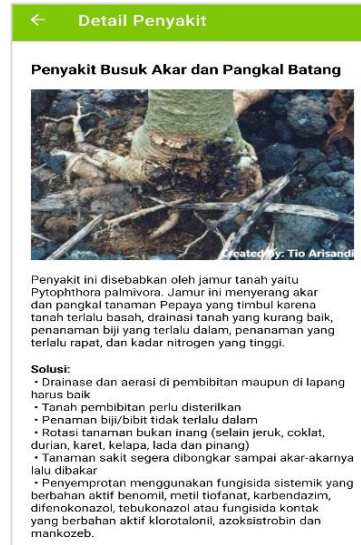 Detail Penyakit
Penyakit Busuk Akar dan Pangkal Batang
Created by: Tio Arisandi
Penyakit ini disebabkan oleh jamur tanah yaitu
Pytophthora palmivora. Jamur ini menyerang akar
dan pangkal tanaman Pepaya yang timbul karena
tanah terlalu basah, drainasi tanah yang kurang baik,
penanaman biji yang terlalu dalam, penanaman yang
terlalu rapat, dan kadar nitrogen yang tinggi.
Solusi:
• Drainase dan aerasi di pembibitan maupun di lapang
harus baik
• Tanah pembibitan perlu disterilkan
• Penaman biji/bibit tidak terlalu dalam
• Rotasi tanaman bukan inang (selain jeruk, coklat,
durian, karet, kelapa, lada dan pinang)
• Tanaman sakit segera dibongkar sampai akar-akarnya
lalu dibakar
• Penyemprotan menggunakan fungisida sistemik yang
berbahan aktif benomil, metil tiofanat, karbendazim,
difenokonazol, tebukonazol atau fungisida kontak
yang berbahan aktif klorotalonil, azoksistrobin dan
mankozeb.